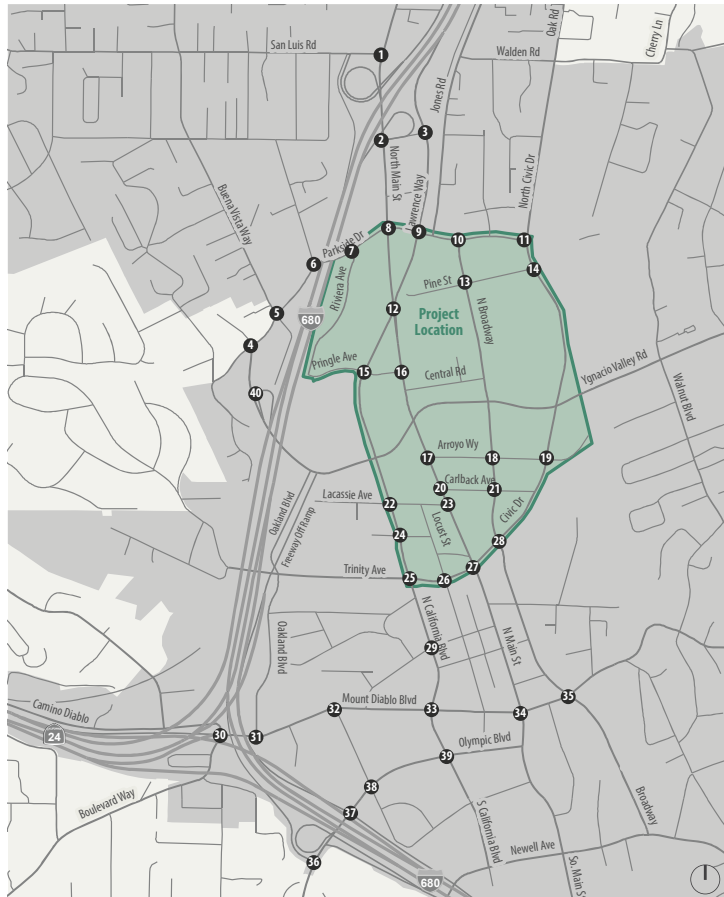 Oak Rd
Cherry Ln
San Luis Rd
1
Walden Rd
Jones Rd
2
3
North Main St
Lawrence Way
North Civic Dr
Buena Vista Way
8
9
10
11
Parkside Dr
7
6
14
Pine St
13
Riviera Ave
5
680
12
N Broadway
Project
Location
4
Pringle Ave
15
16
Central Rd
Ygnacio Valley Rd
Walnut Blvd
40
Arroyo Wy
17
18
19
Carlback Ave
20
21
Lacassie Ave
22
23
Oakland Blvd
Freeway Off Ramp
Locust St
Civic Dr
24
28
Trinity Ave
25
26
27
N California Blvd
N Main St
Oakland Blvd
29
Mount Diablo Blvd
35
32
33
34
Camino Diablo
24
30
31
Olympic Blvd
39
38
Boulevard Way
37
Broadway
S California Blvd
Newell Ave
36
680
So. Main St